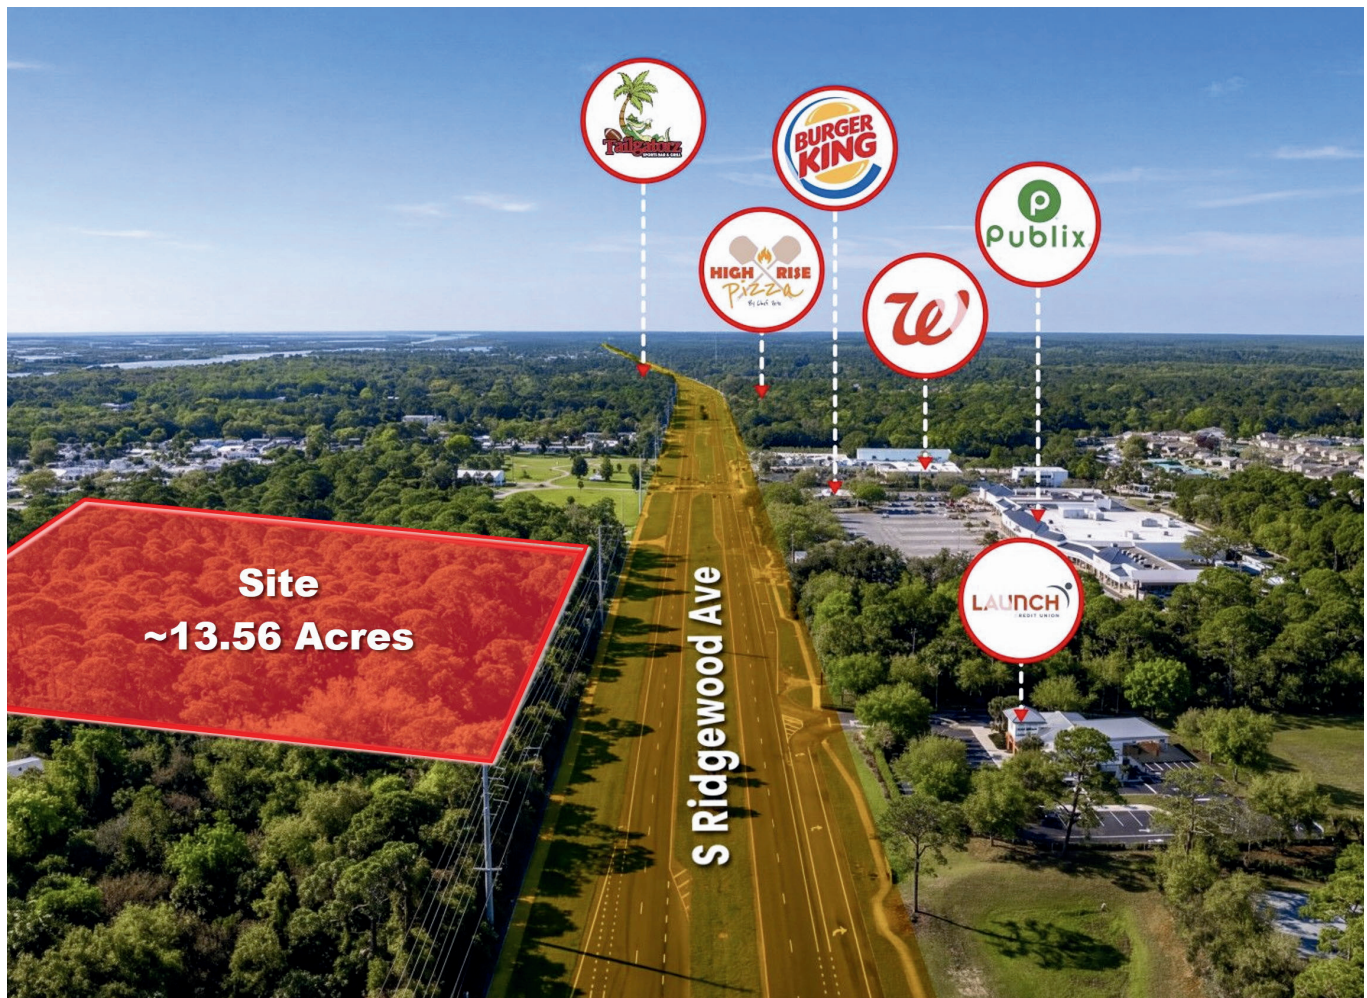 Tailgatorz
SPORTS BAR & GRILL
BURGER
KING
HIGH RISE
Pizza
W
Publix
LAUNCH
CREDIT UNION
Site
~13.56 Acres
S Ridgewood Ave